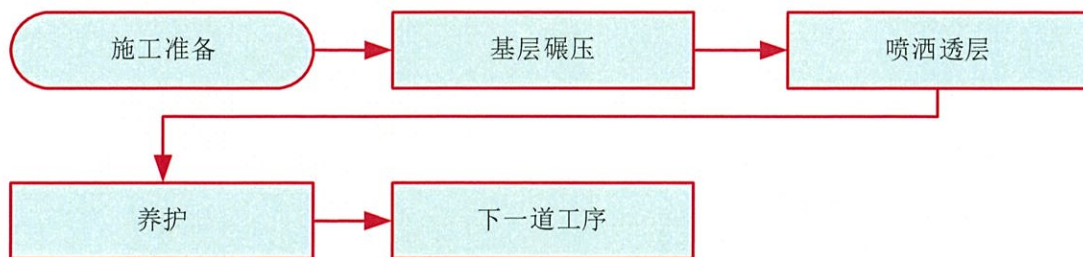 施工准备
基层碾压
喷洒透层
养护
下一道工序